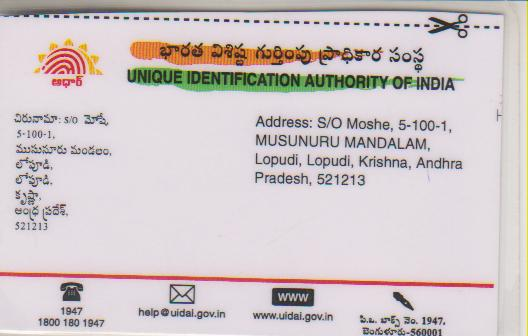 భారత విశిష్ట గుర్తింపు ప్రాధికార సంస్థ
UNIQUE IDENTIFICATION AUTHORITY OF INDIA
ఆధార్
చిరునామా: S/O మోషే,
5-100-1,
ముసునూరు మండలం,
లోపూడి,
లోపూడి,
కృష్ణా,
ఆంధ్ర ప్రదేశ్,
521213
Address: S/O Moshe, 5-100-1,
MUSUNURU MANDALAM,
Lopudi, Lopudi, Krishna, Andhra
Pradesh, 521213
1947
1800 180 1947
help@uidai.gov.in
WWW
www.uidai.gov.in
పి.బి. బాక్స్ నెం. 1947,
బెంగుళూరు-560001